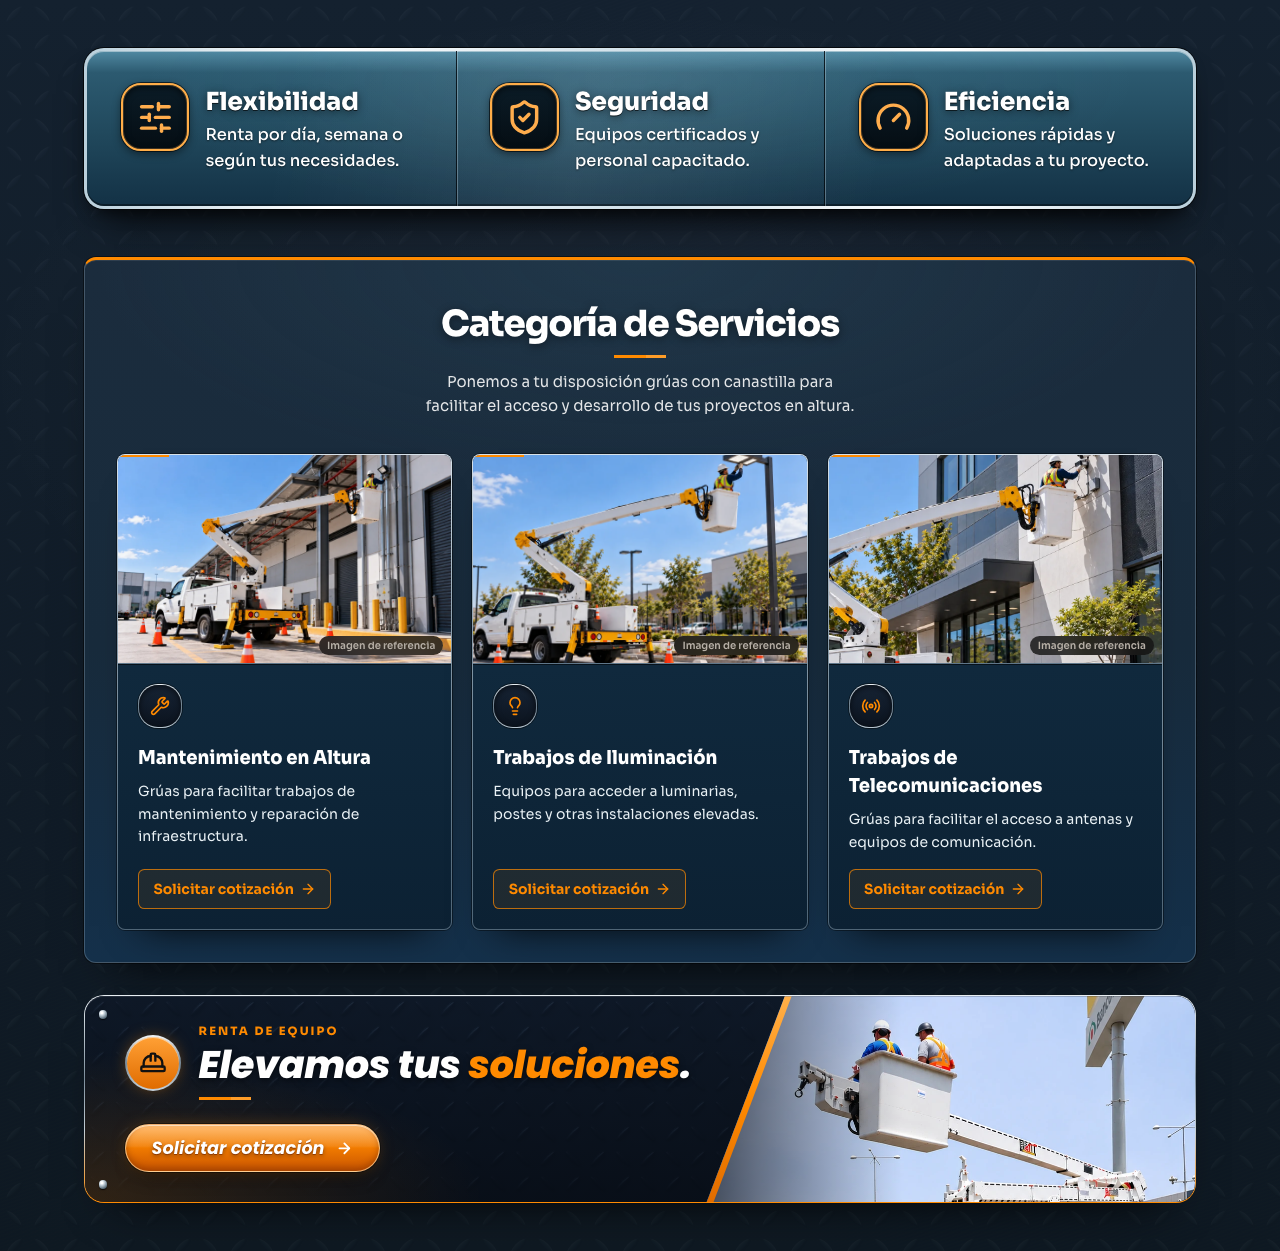 Flexibilidad
Renta por día, semana o
según tus necesidades.
Seguridad
Equipos certificados y
personal capacitado.
Eficiencia
Soluciones rápidas y
adaptadas a tu proyecto.
Categoría de Servicios
Ponemos a tu disposición grúas con canastilla para
facilitar el acceso y desarrollo de tus proyectos en altura.
Imagen de referencia
Mantenimiento en Altura
Grúas para facilitar trabajos de
mantenimiento y reparación de
infraestructura.
Solicitar cotización
Imagen de referencia
Trabajos de Iluminación
Equipos para acceder a luminarias,
postes y otras instalaciones elevadas.
Solicitar cotización
Imagen de referencia
Trabajos de
Telecomunicaciones
Grúas para facilitar el acceso a antenas y
equipos de comunicación.
Solicitar cotización
RENTA DE EQUIPO
Elevamos tus soluciones.
Solicitar cotización